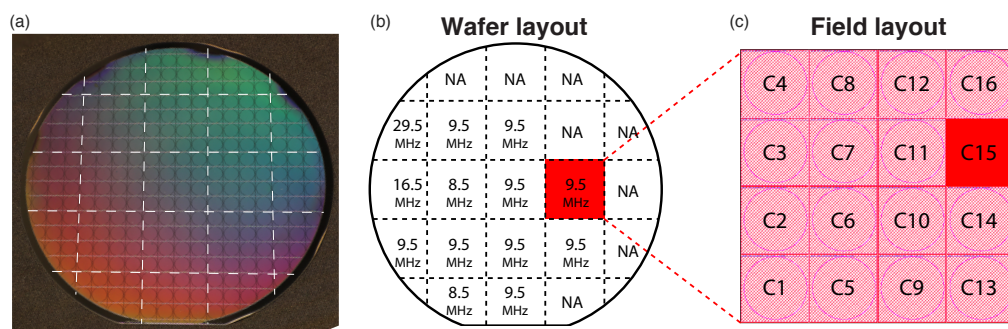 (a)
(b)
Wafer layout
NA NA NA
29.5 MHz 9.5 MHz 9.5 MHz NA NA
16.5 MHz 8.5 MHz 9.5 MHz 9.5 MHz NA
9.5 MHz 9.5 MHz 9.5 MHz 9.5 MHz
8.5 MHz 9.5 MHz NA
(c)
Field layout
C4 C8 C12 C16
C3 C7 C11 C15
C2 C6 C10 C14
C1 C5 C9 C13